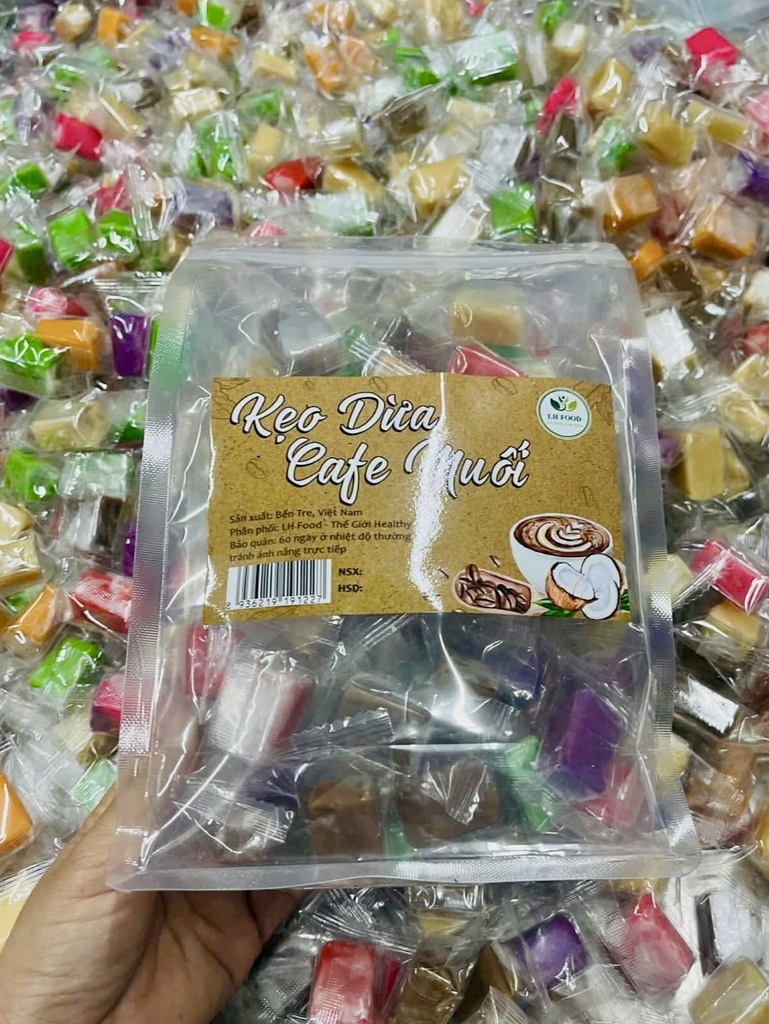 Kẹo Dừa
Cafe Muối
LH FOOD
Sản xuất: Bến Tre, Việt Nam
Phân phối: LH Food - Thế Giới Healthy
Bảo quản: 60 ngày ở nhiệt độ thường,
tránh ánh nắng trực tiếp
NSX:
HSD:
8 936219 191227